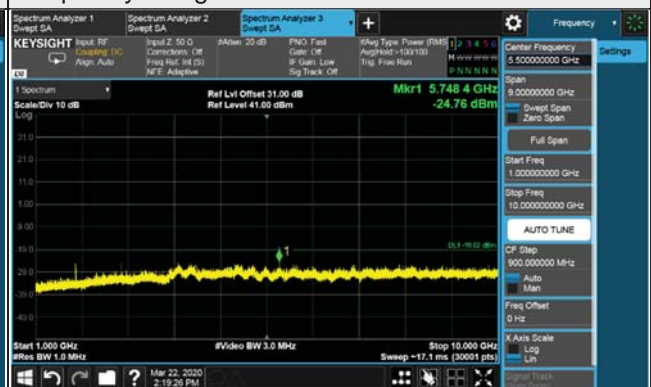 Spectrum Analyzer 1
Swept SA
Spectrum Analyzer 2
Swept SA
Spectrum Analyzer 3
Swept SA
+
Frequency
KEYSIGHT
Input: RF
Coupling: DC
Align: Auto
Input Z: 50 Ω
Corrections: Off
Freq Ref: Int (S)
NFE: Adaptive
#Atten: 20 dB
PNO: Fast
Gate: Off
IF Gain: Low
Sig Track: Off
#Avg Type: Power (RMS)
Avg|Hold:>100/100
Trig: Free Run
1 2 3 4 5 6
M W W W W W
P N N N N N
1 Spectrum
Scale/Div 10 dB
Log
Ref Lvl Offset 31.00 dB
Ref Level 41.00 dBm
Mkr1 5.748 4 GHz
-24.76 dBm
31.0
21.0
11.0
1.00
-9.00
-19.0
-29.0
-39.0
-49.0
1
Start 1.000 GHz
#Res BW 1.0 MHz
#Video BW 3.0 MHz
Stop 10.000 GHz
Sweep ~17.1 ms (30001 pts)
Center Frequency
5.500000000 GHz
Span
9.00000000 GHz
Swept Span
Zero Span
Full Span
Start Freq
1.000000000 GHz
Stop Freq
10.000000000 GHz
AUTO TUNE
CF Step
900.000000 MHz
Auto
Man
Freq Offset
0 Hz
X Axis Scale
Log
Lin
Signal Track
Settings
?
Mar 22, 2020
2:19:26 PM